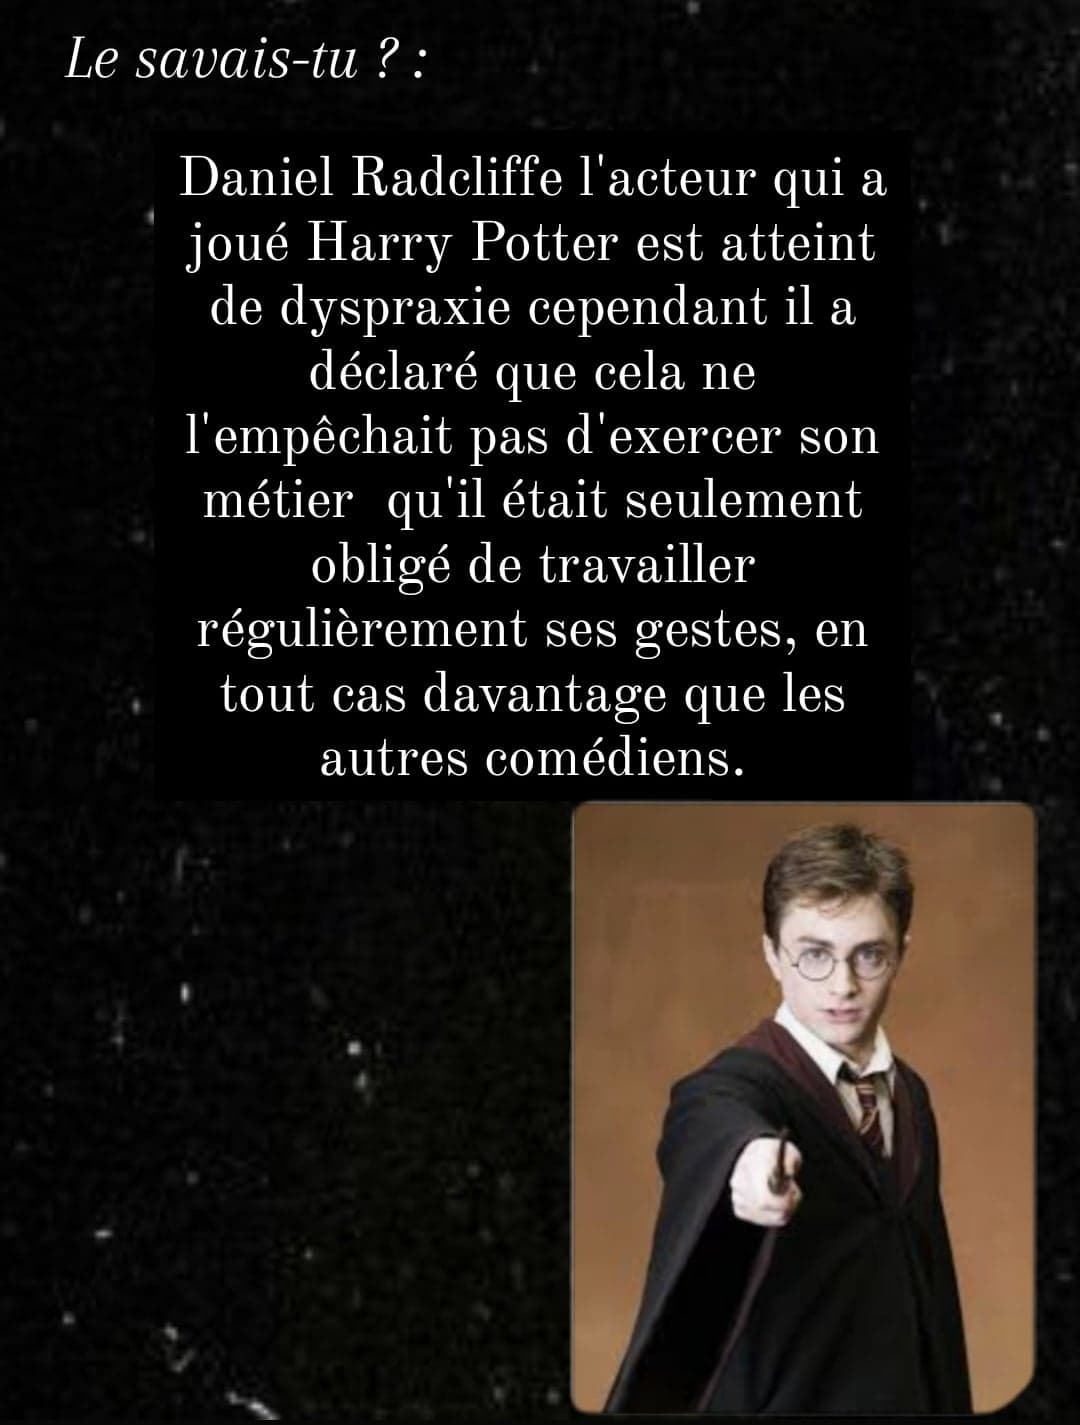 Le savais-tu ? :
Daniel Radcliffe l'acteur qui a
joué Harry Potter est atteint
de dyspraxie cependant il a
déclaré que cela ne
l'empêchait pas d'exercer son
métier  qu'il était seulement
obligé de travailler
régulièrement ses gestes, en
tout cas davantage que les
autres comédiens.